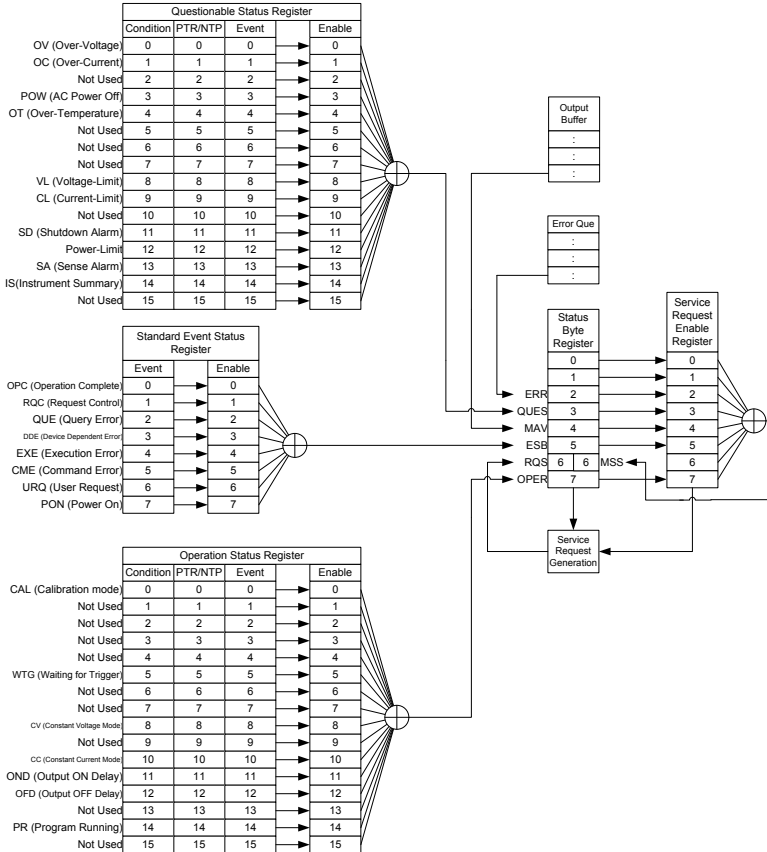 Questionable Status Register
Condition PTR/NTP Event Enable
OV (Over-Voltage) 0 0 0 0
OC (Over-Current) 1 1 1 1
Not Used 2 2 2 2
POW (AC Power Off) 3 3 3 3
OT (Over-Temperature) 4 4 4 4
Not Used 5 5 5 5
Not Used 6 6 6 6
Not Used 7 7 7 7
VL (Voltage-Limit) 8 8 8 8
CL (Current-Limit) 9 9 9 9
Not Used 10 10 10 10
SD (Shutdown Alarm) 11 11 11 11
Power-Limit 12 12 12 12
SA (Sense Alarm) 13 13 13 13
IS(Instrument Summary) 14 14 14 14
Not Used 15 15 15 15
Output
Buffer
:
:
:
Error Que
:
:
:
Standard Event Status
Register
Event Enable
OPC (Operation Complete) 0 0
RQC (Request Control) 1 1
QUE (Query Error) 2 2
DDE (Device Dependent Error) 3 3
EXE (Execution Error) 4 4
CME (Command Error) 5 5
URQ (User Request) 6 6
PON (Power On) 7 7
Status
Byte
Register
0
1
ERR 2
QUES 3
MAV 4
ESB 5
RQS 6 6 MSS
OPER 7
Service
Request
Enable
Register
0
1
2
3
4
5
6
7
Service
Request
Generation
Operation Status Register
Condition PTR/NTP Event Enable
CAL (Calibration mode) 0 0 0 0
Not Used 1 1 1 1
Not Used 2 2 2 2
Not Used 3 3 3 3
Not Used 4 4 4 4
WTG (Waiting for Trigger) 5 5 5 5
Not Used 6 6 6 6
Not Used 7 7 7 7
CV (Constant Voltage Mode) 8 8 8 8
Not Used 9 9 9 9
CC (Constant Current Mode) 10 10 10 10
OND (Output ON Delay) 11 11 11 11
OFD (Output OFF Delay) 12 12 12 12
Not Used 13 13 13 13
PR (Program Running) 14 14 14 14
Not Used 15 15 15 15